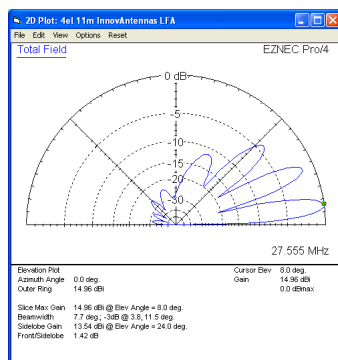 2D Plot: 4el 11m InnovAntennas LFA
File Edit View Options Reset
Total Field EZNEC Pro/4
0 dB
-5
-10
-15
-20
-30
27.555 MHz
Elevation Plot Cursor Elev 8.0 deg.
Azimuth Angle 0.0 deg. Gain 14.96 dBi
Outer Ring 14.96 dBi 0.0 dBmax
Slice Max Gain 14.96 dBi @ Elev Angle = 8.0 deg.
Beamwidth 7.7 deg.; -3dB @ 3.8, 11.5 deg.
Sidelobe Gain 13.54 dBi @ Elev Angle = 24.0 deg.
Front/Sidelobe 1.42 dB